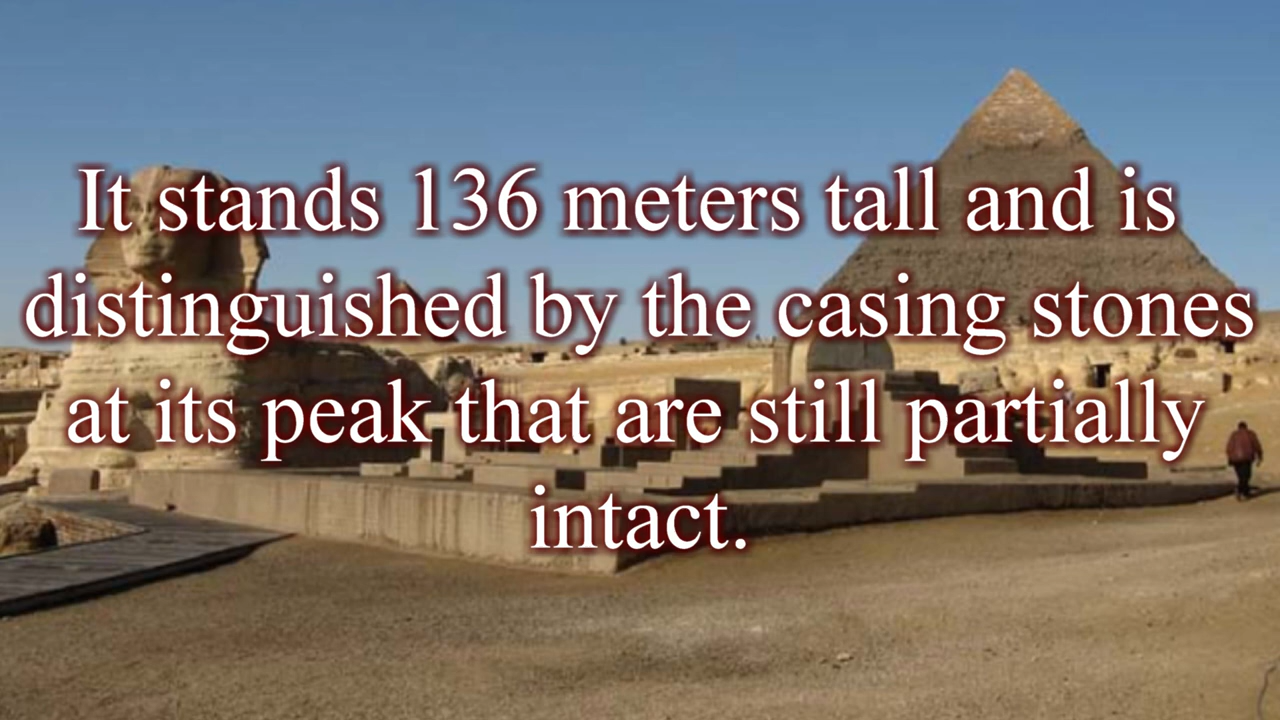 It stands 136 meters tall and is
distinguished by the casing stones
at its peak that are still partially
intact.